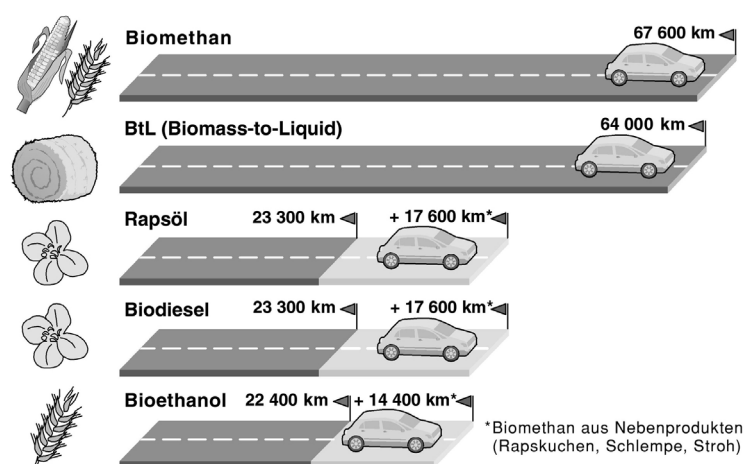 Biomethan 67 600 km
BtL (Biomass-to-Liquid) 64 000 km
Rapsöl 23 300 km + 17 600 km*
Biodiesel 23 300 km + 17 600 km*
Bioethanol 22 400 km + 14 400 km*
*Biomethan aus Nebenprodukten
(Rapskuchen, Schlempe, Stroh)